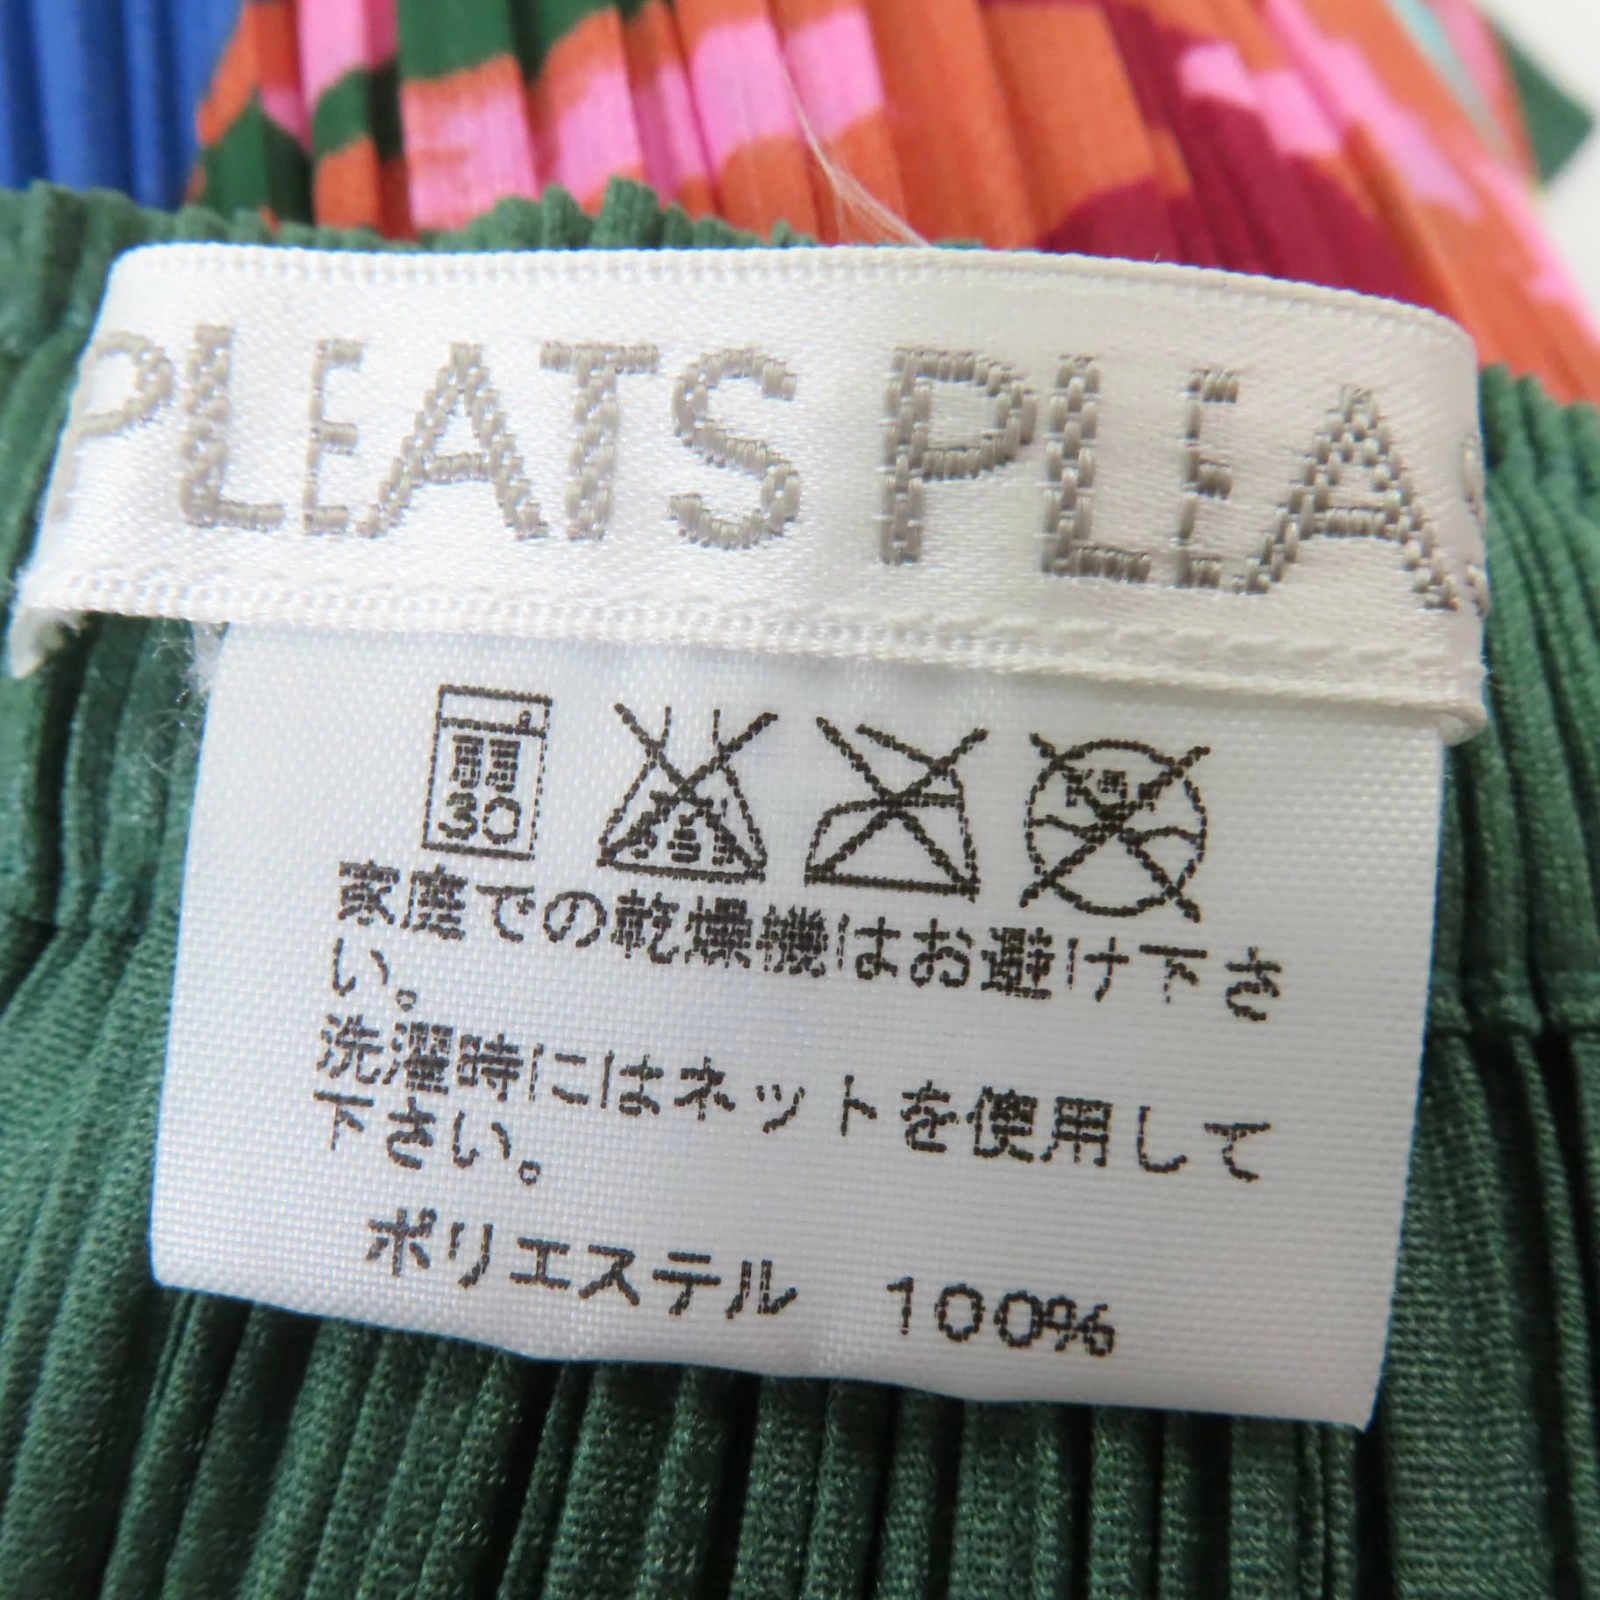 PLEATS PLEAS
30
家庭での乾燥機はお避け下さ
い。
洗濯時にはネットを使用して
下さい。
ポリエステル 100%